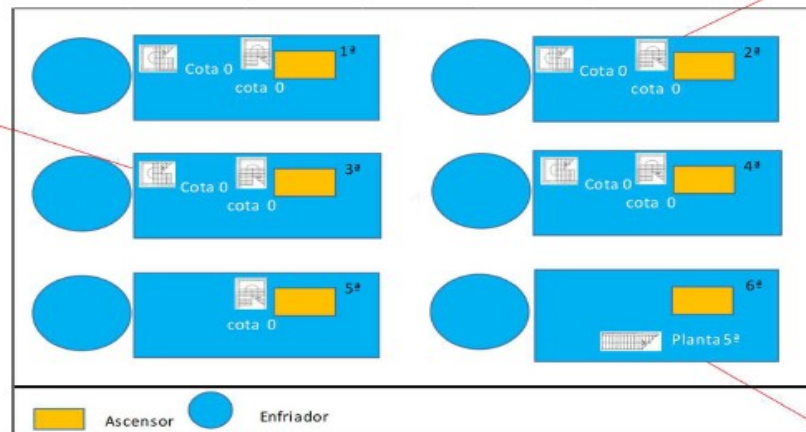 1ª
Cota 0
cota 0
2ª
Cota 0
cota 0
3ª
Cota 0
cota 0
4ª
Cota 0
cota 0
5ª
cota 0
6ª
Planta 5ª
Ascensor
Enfriador